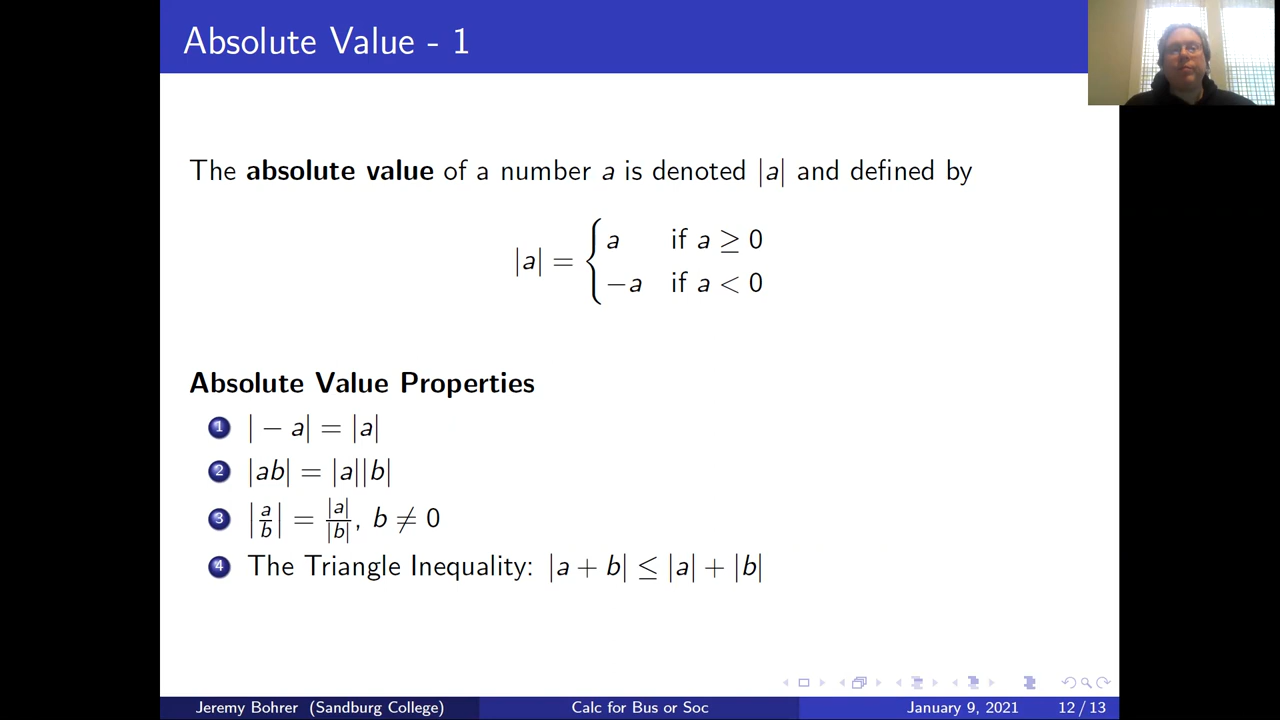 Absolute Value - 1
The absolute value of a number a is denoted |a| and defined by
|a| = { a if a ≥ 0
−a if a < 0
Absolute Value Properties
1 | − a| = |a|
2 |ab| = |a||b|
3 |a/b| = |a|/|b|, b ≠ 0
4 The Triangle Inequality: |a + b| ≤ |a| + |b|
Jeremy Bohrer (Sandburg College) Calc for Bus or Soc January 9, 2021 12 / 13